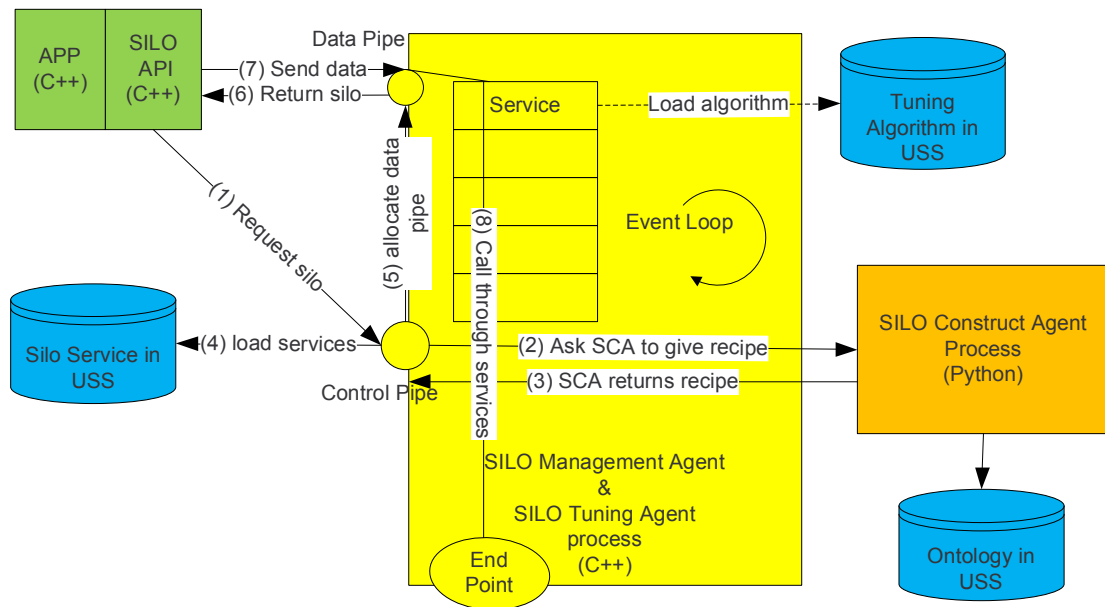 APP
(C++)
SILO
API
(C++)
Data Pipe
(7) Send data
(6) Return silo
Service
Load algorithm
Tuning
Algorithm in
USS
(1) Request silo
(5) allocate data
pipe
(8) Call through services
Event Loop
Silo Service in
USS
(4) load services
(2) Ask SCA to give recipe
(3) SCA returns recipe
Control Pipe
SILO Construct Agent
Process
(Python)
SILO Management Agent
&
SILO Tuning Agent
process
(C++)
End
Point
Ontology in
USS